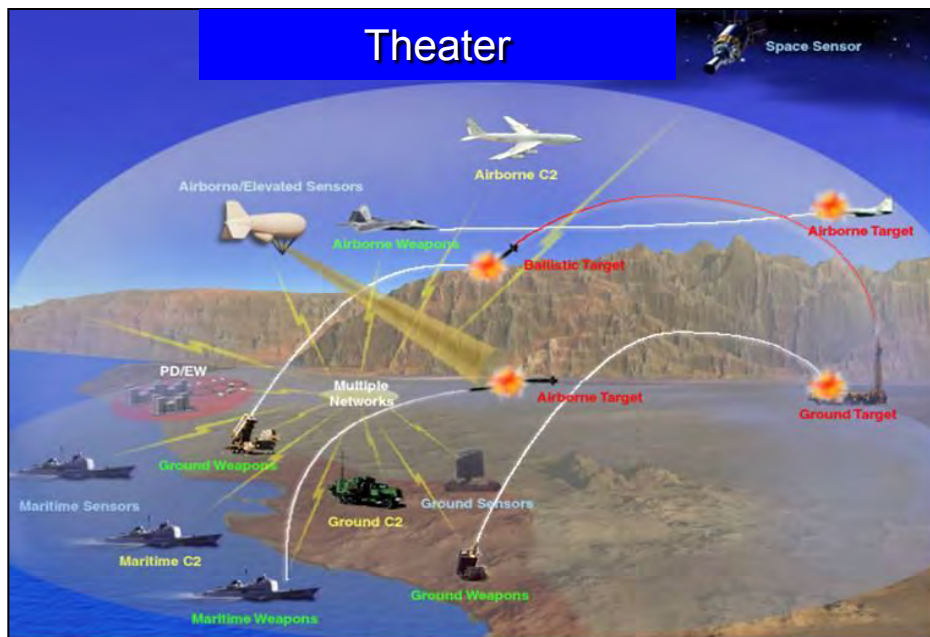 Theater
Space Sensor
Airborne C2
Airborne/Elevated Sensors
Airborne Weapons
Airborne Target
Ballistic Target
PD/EW
Multiple
Networks
Airborne Target
Ground Target
Ground Weapons
Maritime Sensors
Ground Sensors
Ground C2
Maritime C2
Ground Weapons
Maritime Weapons